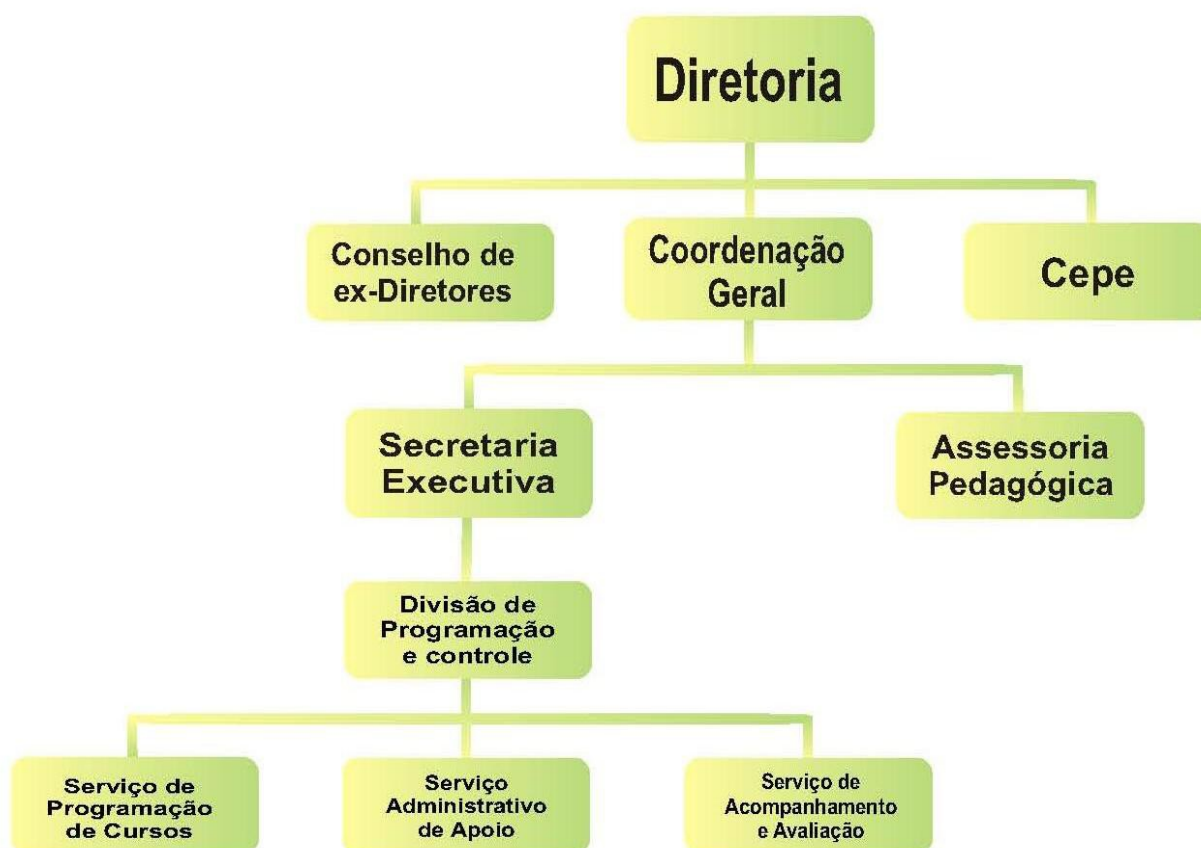 Diretoria
Conselho de
ex-Diretores
Coordenação
Geral
Cepe
Secretaria
Executiva
Assessoria
Pedagógica
Divisão de
Programação
e controle
Serviço de
Programação
de Cursos
Serviço
Administrativo
de Apoio
Serviço de
Acompanhamento
e Avaliação